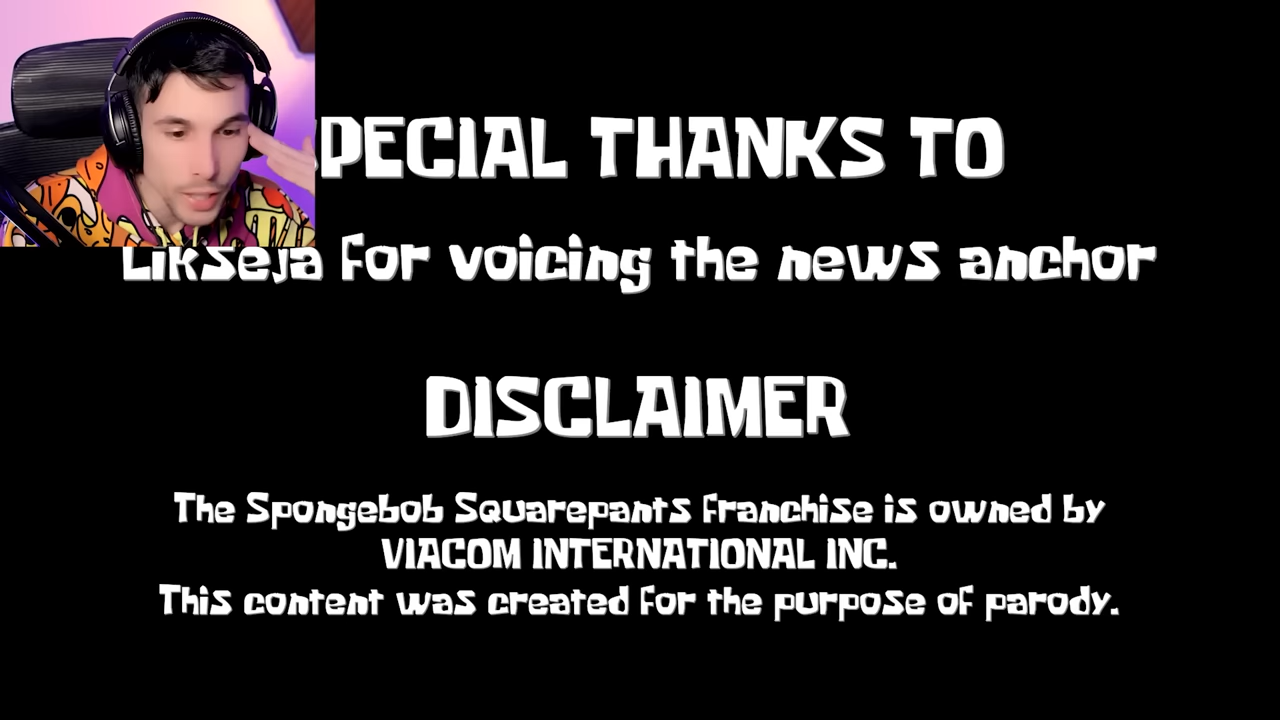 SPECIAL THANKS TO
Likseja for voicing the news anchor
DISCLAIMER
The Spongebob Squarepants franchise is owned by
VIACOM INTERNATIONAL INC.
This content was created for the purpose of parody.